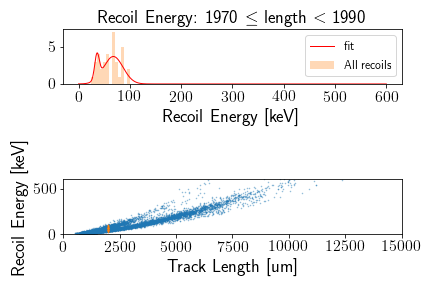 Recoil Energy: 1970 ≤ length < 1990
5
0
fit
All recoils
0 100 200 300 400 500 600
Recoil Energy [keV]
Recoil Energy [keV]
500
0
0 2500 5000 7500 10000 12500 15000
Track Length [um]